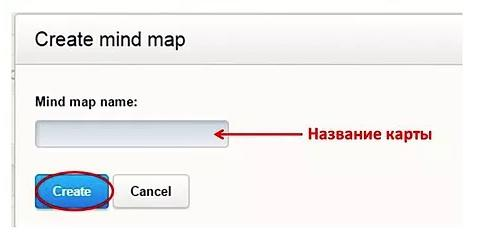 Create mind map
Mind map name:
Название карты
Create Cancel